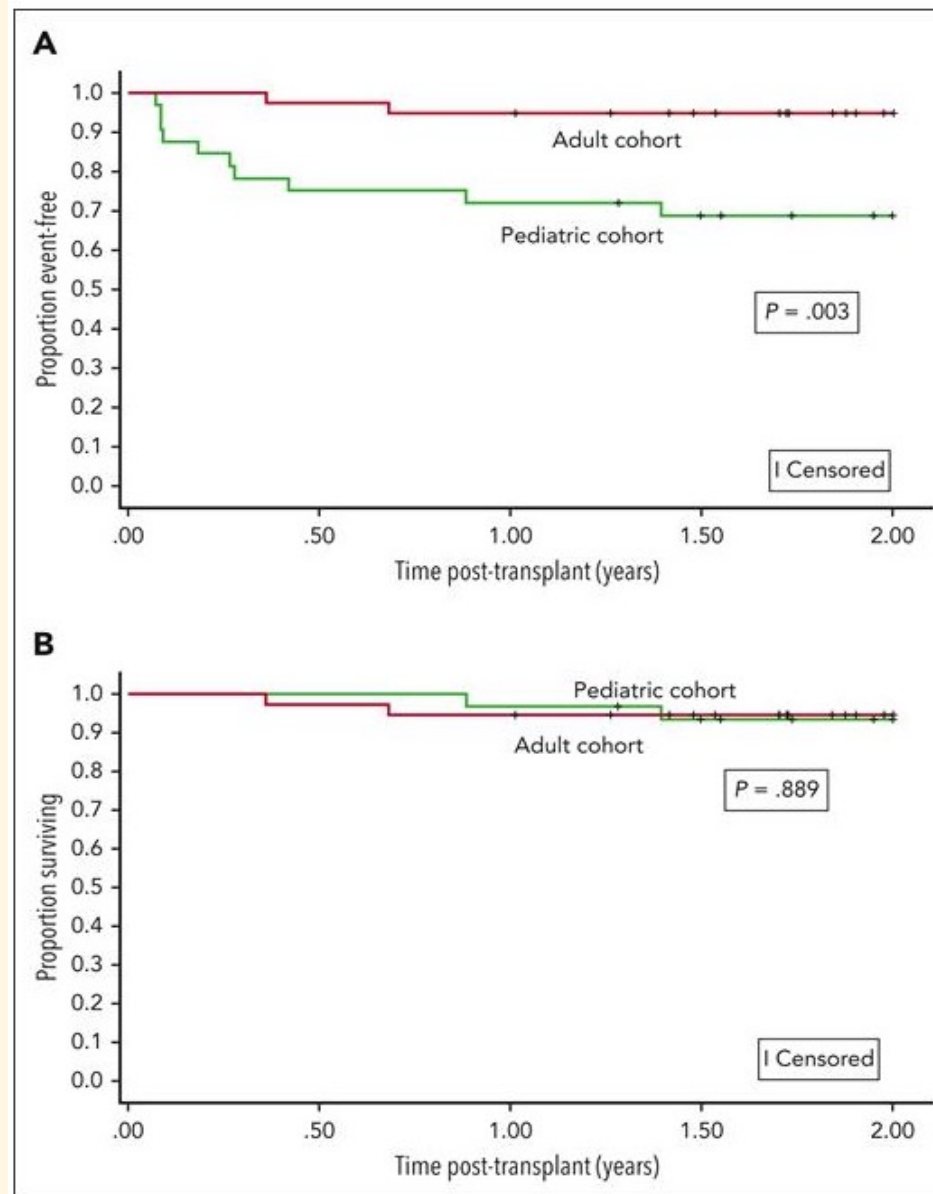 A
1.0
0.9
0.8
0.7
0.6
0.5
0.4
0.3
0.2
0.1
0.0
Proportion event-free
Adult cohort
Pediatric cohort
P = .003
I Censored
.00 .50 1.00 1.50 2.00
Time post-transplant (years)
B
1.0
0.9
0.8
0.7
0.6
0.5
0.4
0.3
0.2
0.1
0.0
Proportion surviving
Pediatric cohort
Adult cohort
P = .889
I Censored
.00 .50 1.00 1.50 2.00
Time post-transplant (years)